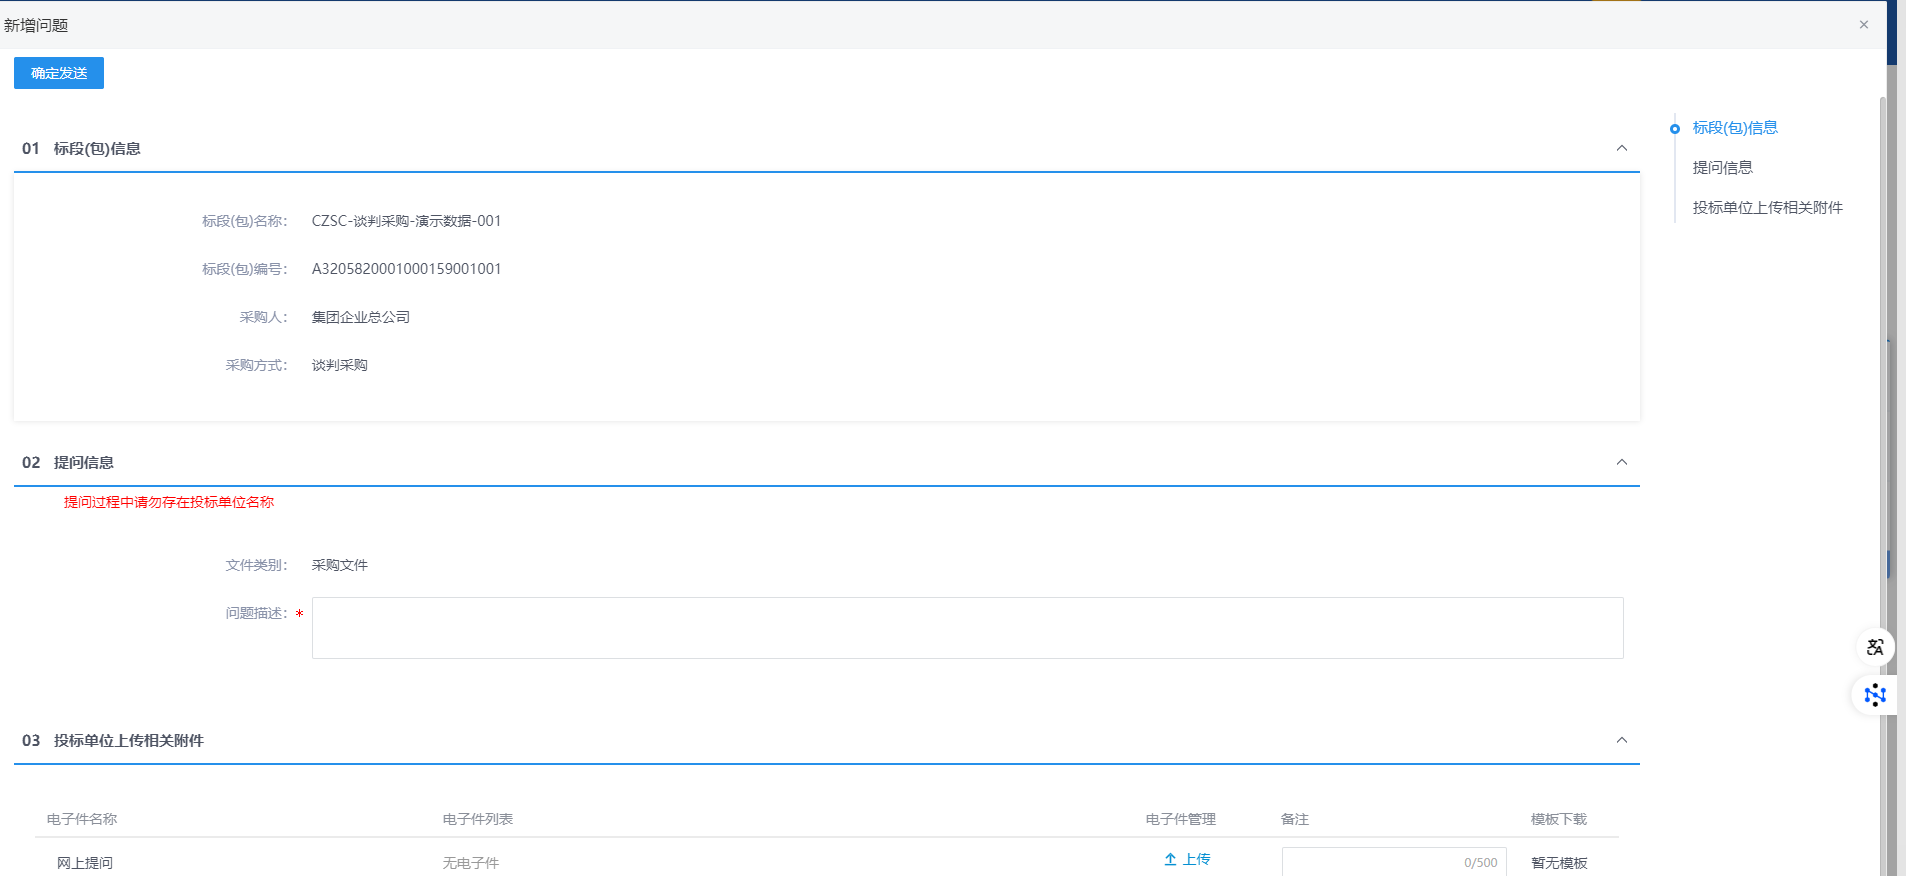 新增问题
×
确定发送
01 标段(包)信息
标段(包)名称： CZSC-谈判采购-演示数据-001
标段(包)编号： A3205820001000159001001
采购人： 集团企业总公司
采购方式： 谈判采购
02 提问信息
提问过程中请勿存在投标单位名称
文件类别： 采购文件
问题描述：*
03 投标单位上传相关附件
电子件名称 电子件列表 电子件管理 备注 模板下载
网上提问 无电子件 上传 0/500 暂无模板
标段(包)信息
提问信息
投标单位上传相关附件